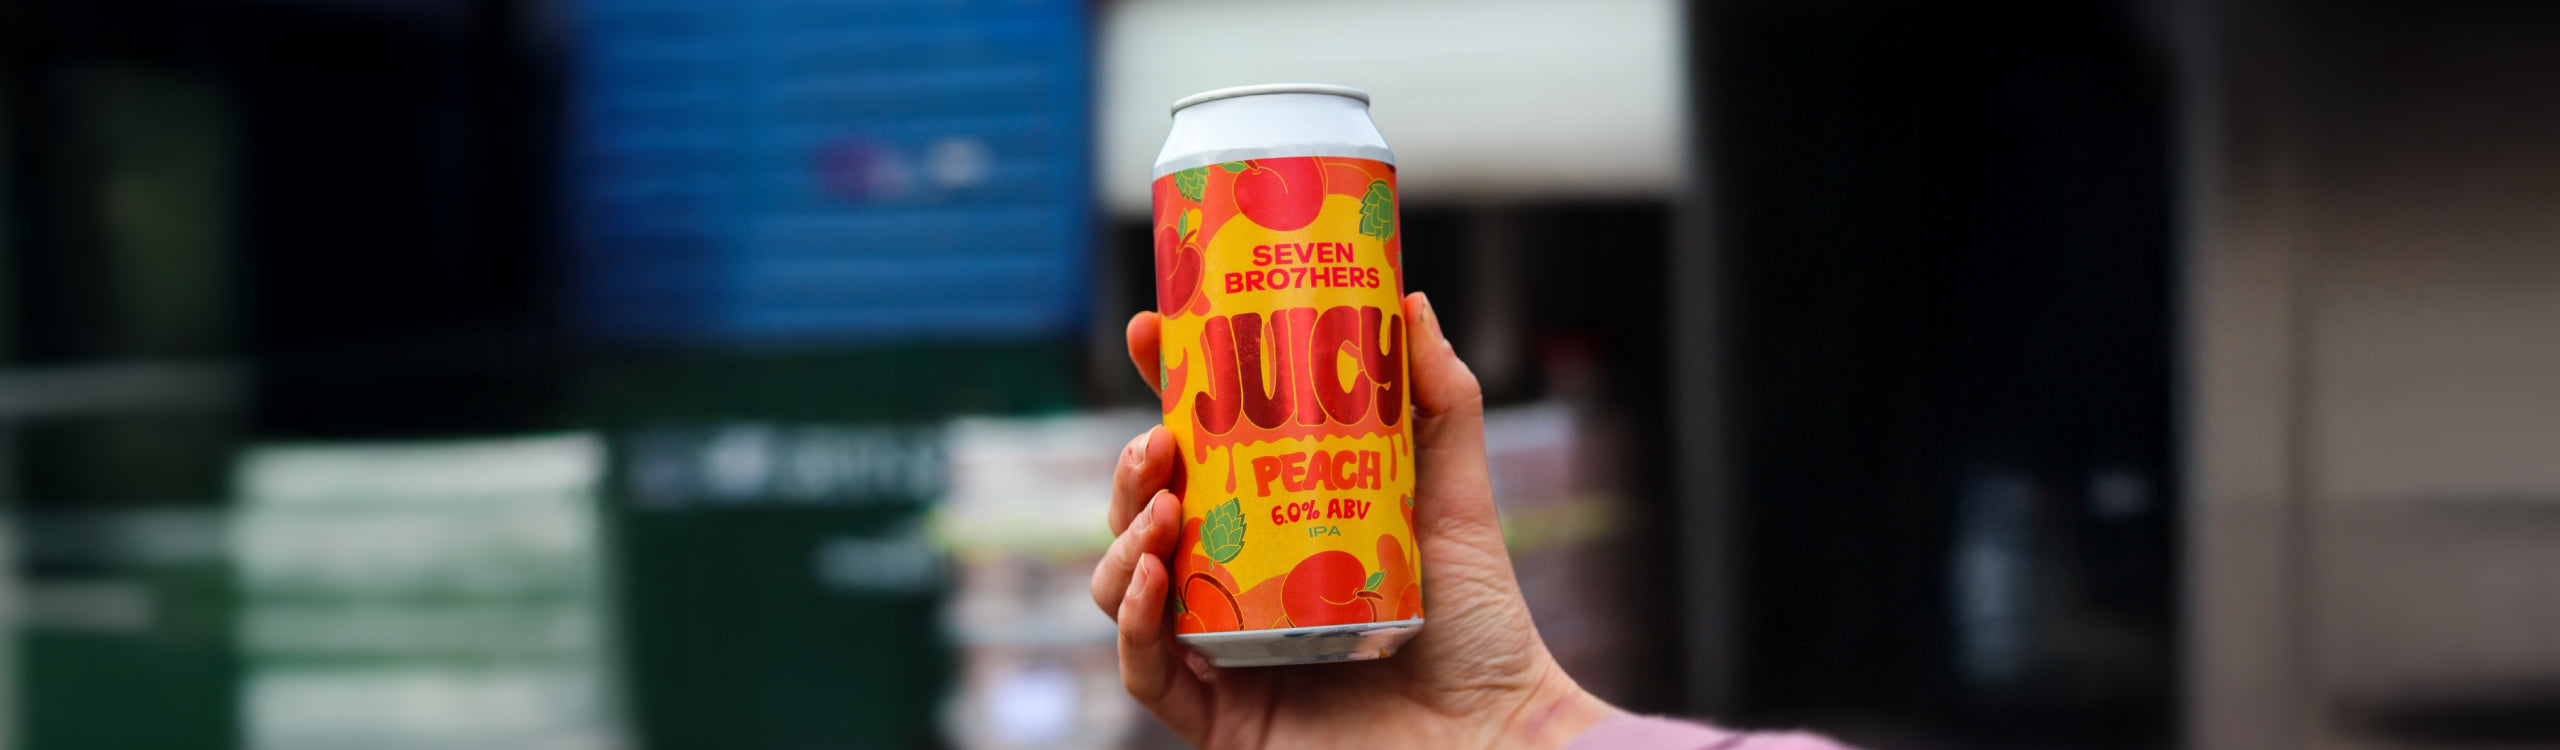 SEVEN
BRO7HERS
JUICY
PEACH
6.0% ABV
IPA